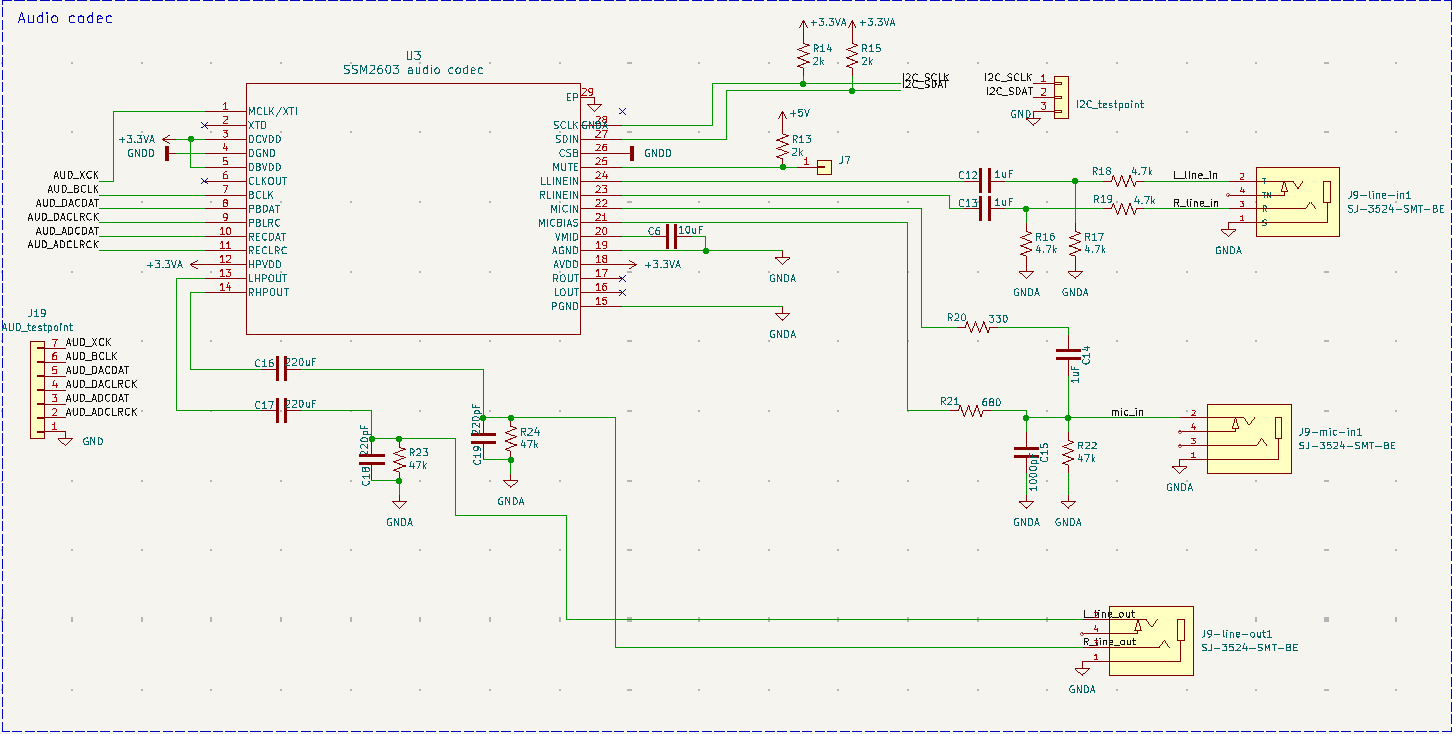 Audio codec
U3
SSM2603 audio codec
1 MCLK/XTI
2 XTO
3 DCVDD
4 DGND
5 DBVDD
6 CLKOUT
7 BCLK
8 PBDAT
9 PBLRC
10 RECDAT
11 RECLRC
12 HPVDD
13 LHPOUT
14 RHPOUT
EP 29
SCLK 28 GNDA
SDIN 27
CSB 26
MUTE 25
LLINEIN 24
RLINEIN 23
MICIN 22
MICBIAS 21
VMID 20
AGND 19
AVDD 18
ROUT 17
LOUT 16
PGND 15
+3.3VA
GNDD
AUD_XCK
AUD_BCLK
AUD_DACDAT
AUD_DACLRCK
AUD_ADCDAT
AUD_ADCLRCK
+3.3VA
+3.3VA +3.3VA
R14
2k
R15
2k
I2C_SCLK
I2C_SDAT
I2C_SCLK 1
I2C_SDAT 2
GND 3
I2C_testpoint
+5V
R13
2k
GNDD
1 J7
C12 1uF
C13 1uF
R18 4.7k
R19 4.7k
L_line_in
R_line_in
R16
4.7k
R17
4.7k
GNDA GNDA
2 T
4 TN
3 R
1 S
GNDA
J9-line-in1
SJ-3524-SMT-BE
C6 10uF
GNDA
+3.3VA
GNDA
J19
AUD_testpoint
7 AUD_XCK
6 AUD_BCLK
5 AUD_DACDAT
4 AUD_DACLRCK
3 AUD_ADCDAT
2 AUD_ADCLRCK
1
GND
C16 220uF
C17 220uF
C18 220pF
R23
47k
GNDA
C19 220pF
R24
47k
GNDA
R20 330
C14
1uF
R21 680
mic_in
C15
1000pF
R22
47k
GNDA GNDA
2
4
3
1
GNDA
J9-mic-in1
SJ-3524-SMT-BE
L_line_out
4
R_line_out
1
GNDA
J9-line-out1
SJ-3524-SMT-BE